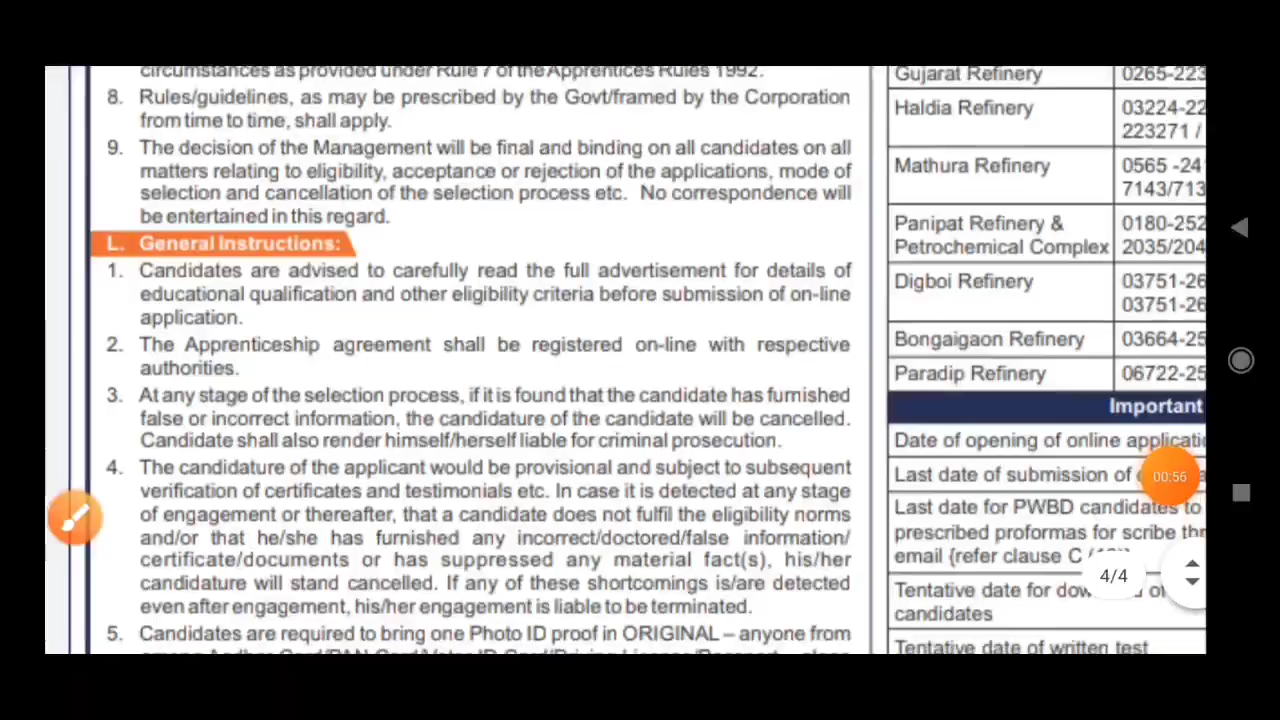 circumstances as provided under Rule 7 of the Apprentices Rules 1992.
8. Rules/guidelines, as may be prescribed by the Govt/framed by the Corporation
from time to time, shall apply.
9. The decision of the Management will be final and binding on all candidates on all
matters relating to eligibility, acceptance or rejection of the applications, mode of
selection and cancellation of the selection process etc. No correspondence will
be entertained in this regard.
L. General Instructions:
1. Candidates are advised to carefully read the full advertisement for details of
educational qualification and other eligibility criteria before submission of on-line
application.
2. The Apprenticeship agreement shall be registered on-line with respective
authorities.
3. At any stage of the selection process, if it is found that the candidate has furnished
false or incorrect information, the candidature of the candidate will be cancelled.
Candidate shall also render himself/herself liable for criminal prosecution.
4. The candidature of the applicant would be provisional and subject to subsequent
verification of certificates and testimonials etc. In case it is detected at any stage
of engagement or thereafter, that a candidate does not fulfil the eligibility norms
and/or that he/she has furnished any incorrect/doctored/false information/
certificate/documents or has suppressed any material fact(s), his/her
candidature will stand cancelled. If any of these shortcomings is/are detected
even after engagement, his/her engagement is liable to be terminated.
5. Candidates are required to bring one Photo ID proof in ORIGINAL – anyone from
Gujarat Refinery 0265-223
Haldia Refinery 03224-22
223271 /
Mathura Refinery 0565 -24
7143/713
Panipat Refinery & 0180-252
Petrochemical Complex 2035/204
Digboi Refinery 03751-26
03751-26
Bongaigaon Refinery 03664-25
Paradip Refinery 06722-25
Important
Date of opening of online applicati
Last date of submission of
Last date for PWBD candidates to
prescribed proformas for scribe thr
email {refer clause C
Tentative date for
candidates
Tentative date of written test
00:56
4/4